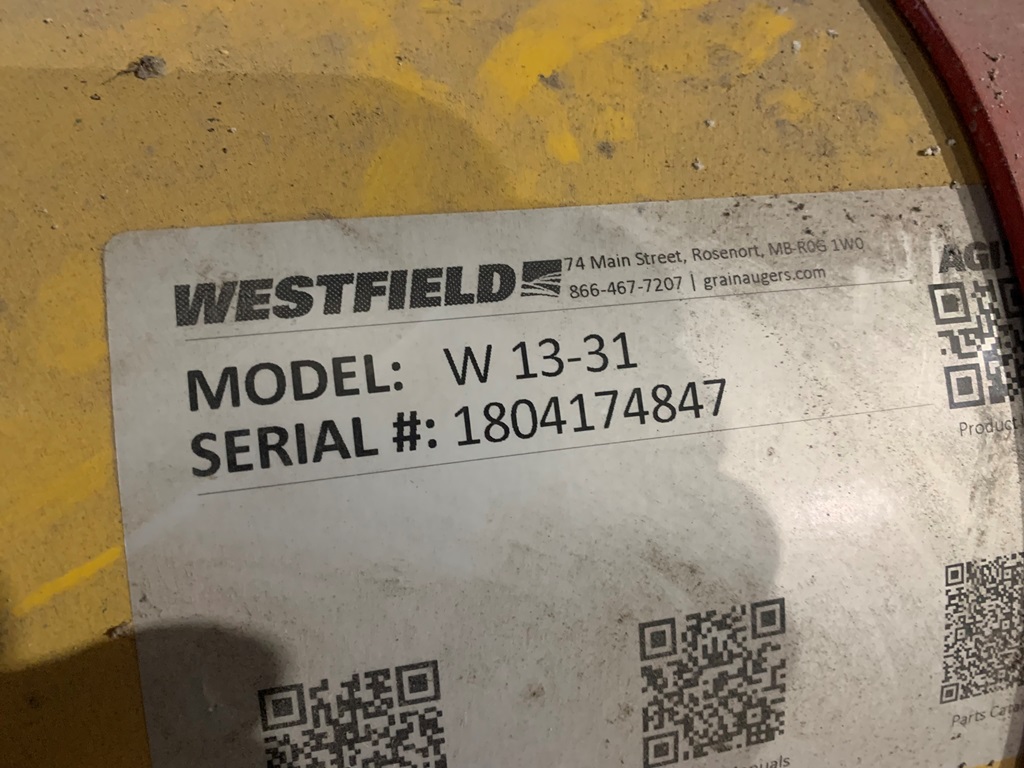 WESTFIELD
74 Main Street, Rosenort, MB-R0G 1W0
866-467-7207 | grainaugers.com
MODEL: W 13-31
SERIAL #: 1804174847
AGI
Product
Parts